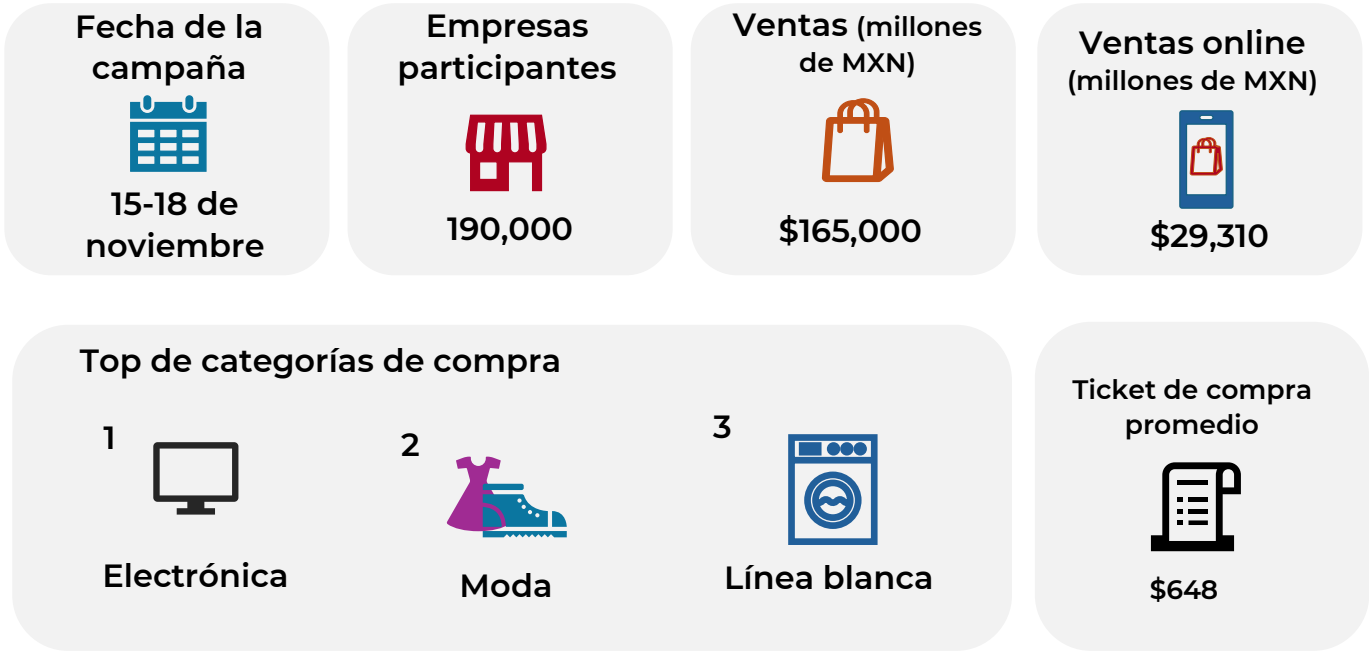 Fecha de la
campaña
15-18 de
noviembre
Empresas
participantes
190,000
Ventas (millones
de MXN)
$165,000
Ventas online
(millones de MXN)
$29,310
Top de categorías de compra
1
Electrónica
2
Moda
3
Línea blanca
Ticket de compra
promedio
$648